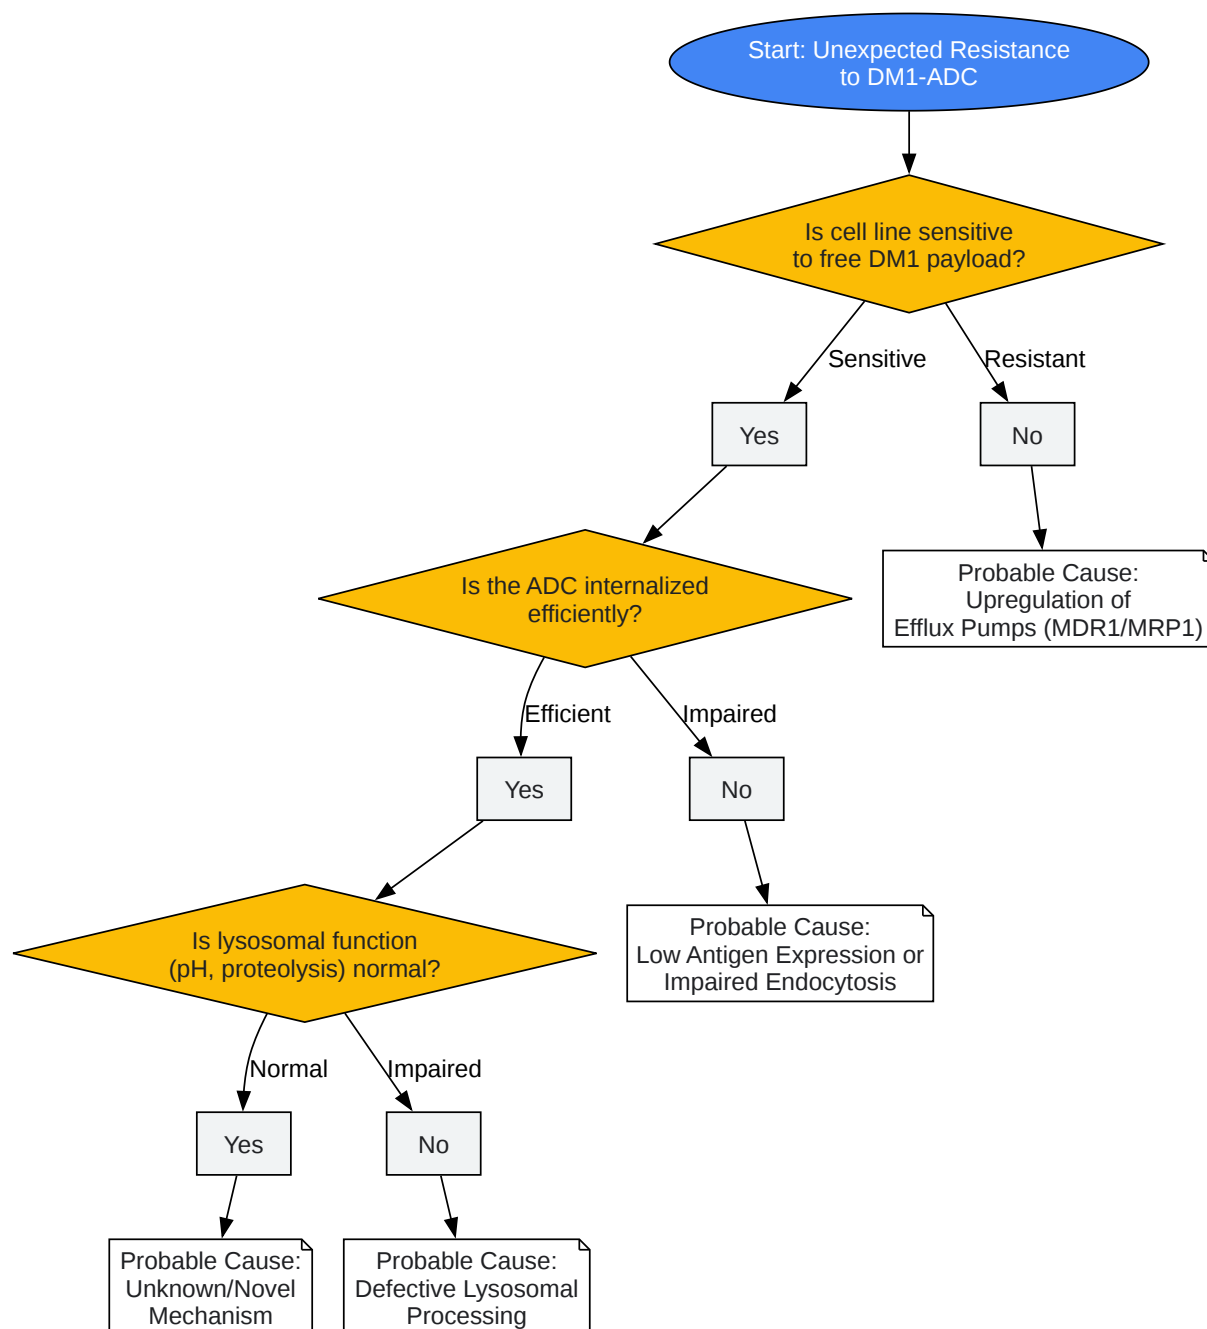 Start: Unexpected Resistance
to DM1-ADC
Is cell line sensitive
to free DM1 payload?
Sensitive
Resistant
Yes
No
Is the ADC internalized
efficiently?
Probable Cause:
Upregulation of
Efflux Pumps (MDR1/MRP1)
Efficient
Impaired
Yes
No
Is lysosomal function
(pH, proteolysis) normal?
Probable Cause:
Low Antigen Expression or
Impaired Endocytosis
Normal
Impaired
Yes
No
Probable Cause:
Unknown/Novel
Mechanism
Probable Cause:
Defective Lysosomal
Processing